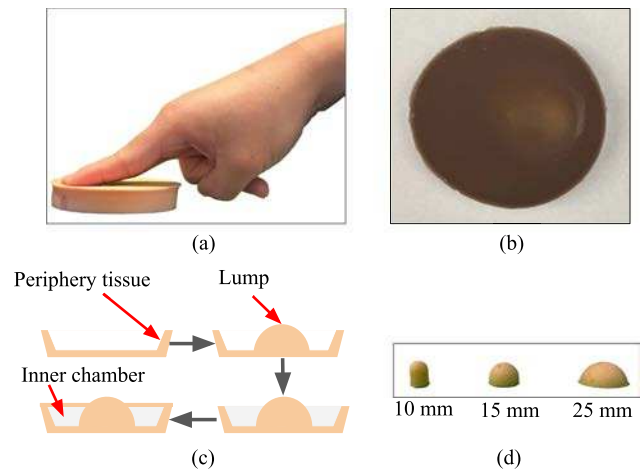 (a)
(b)
Periphery tissue
Lump
Inner chamber
(c)
10 mm
15 mm
25 mm
(d)